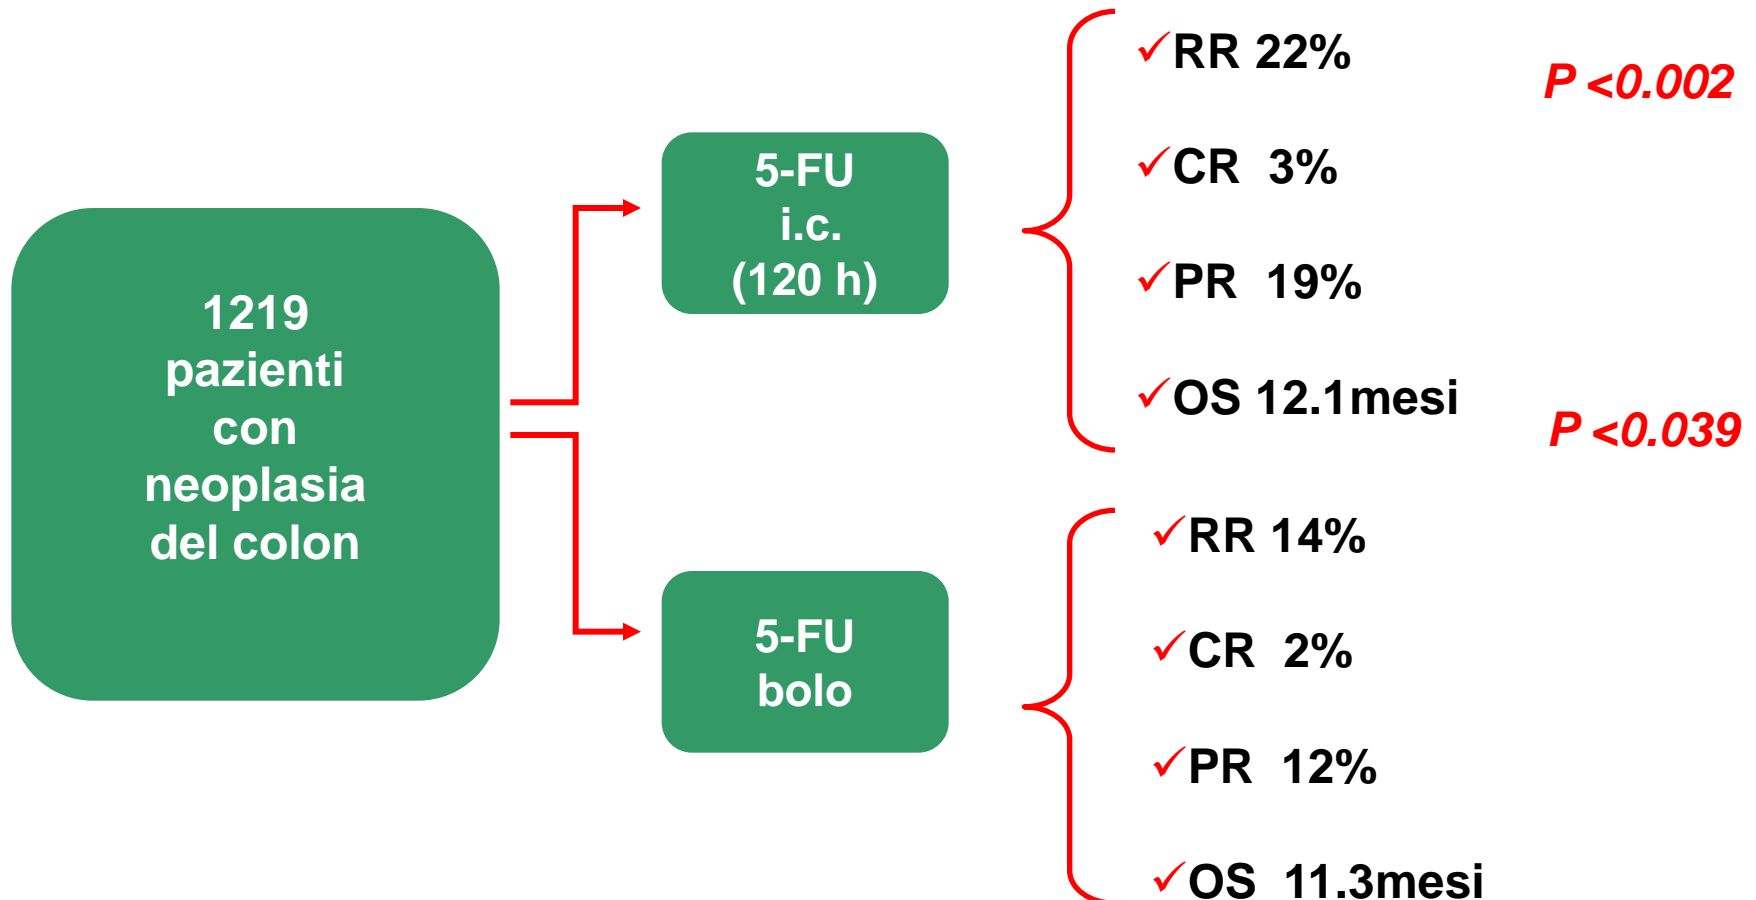 1219
pazienti
con
neoplasia
del colon
5-FU
i.c.
(120 h)
✓RR 22%
P <0.002
✓CR 3%
✓PR 19%
✓OS 12.1mesi
P <0.039
5-FU
bolo
✓RR 14%
✓CR 2%
✓PR 12%
✓OS 11.3mesi